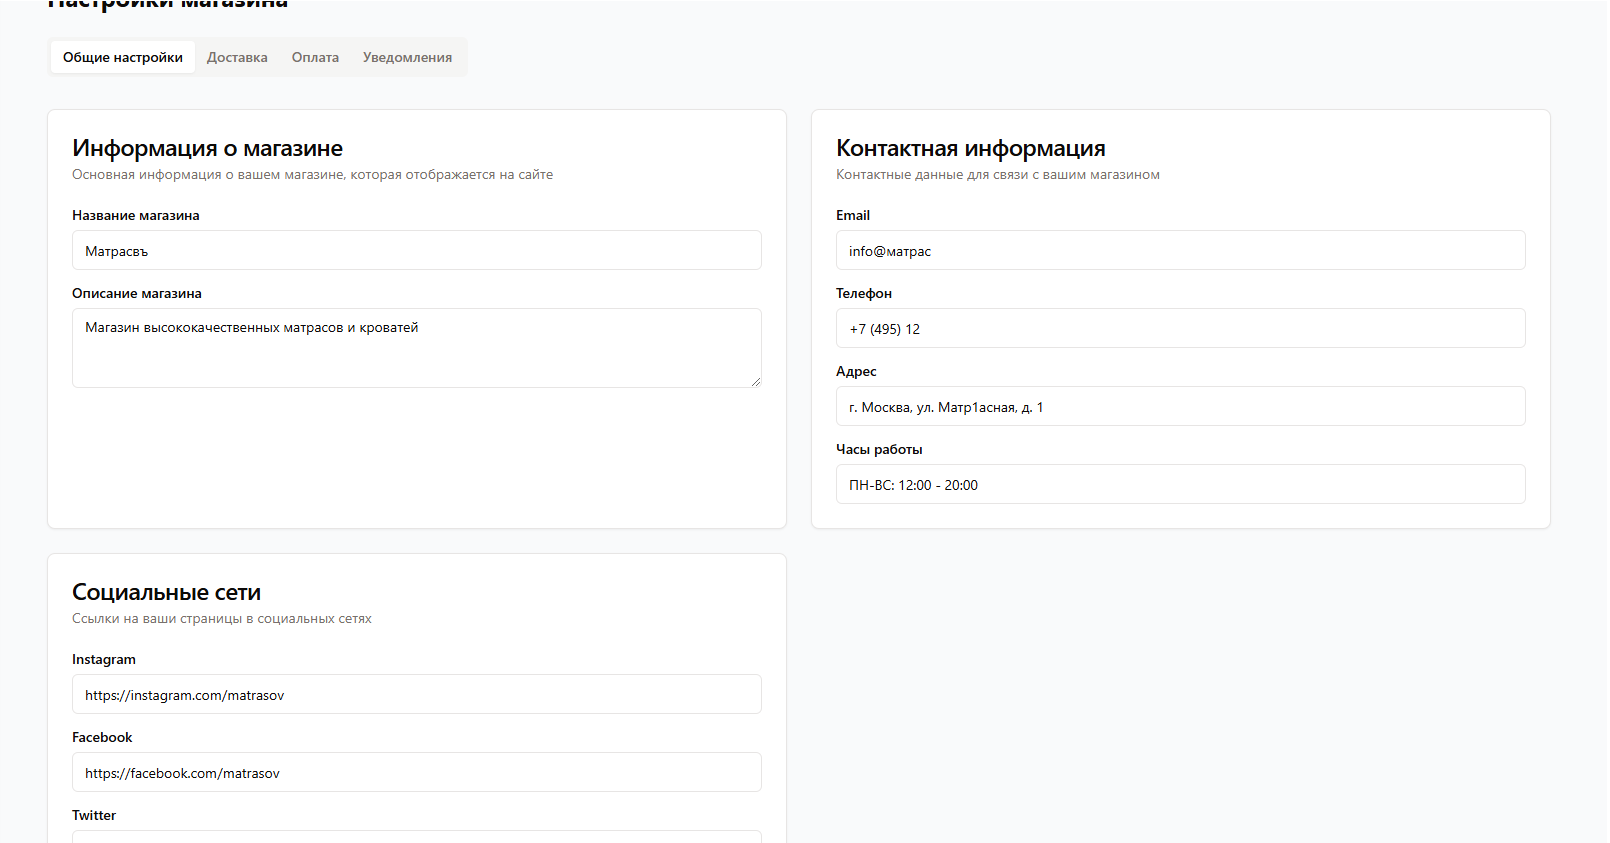 Настройки магазина
Общие настройки
Доставка
Оплата
Уведомления
Информация о магазине
Основная информация о вашем магазине, которая отображается на сайте
Название магазина
Матрасвъ
Описание магазина
Магазин высококачественных матрасов и кроватей
Контактная информация
Контактные данные для связи с вашим магазином
Email
info@матрас
Телефон
+7 (495) 12
Адрес
г. Москва, ул. Матр1асная, д. 1
Часы работы
ПН-ВС: 12:00 - 20:00
Социальные сети
Ссылки на ваши страницы в социальных сетях
Instagram
https://instagram.com/matrasov
Facebook
https://facebook.com/matrasov
Twitter